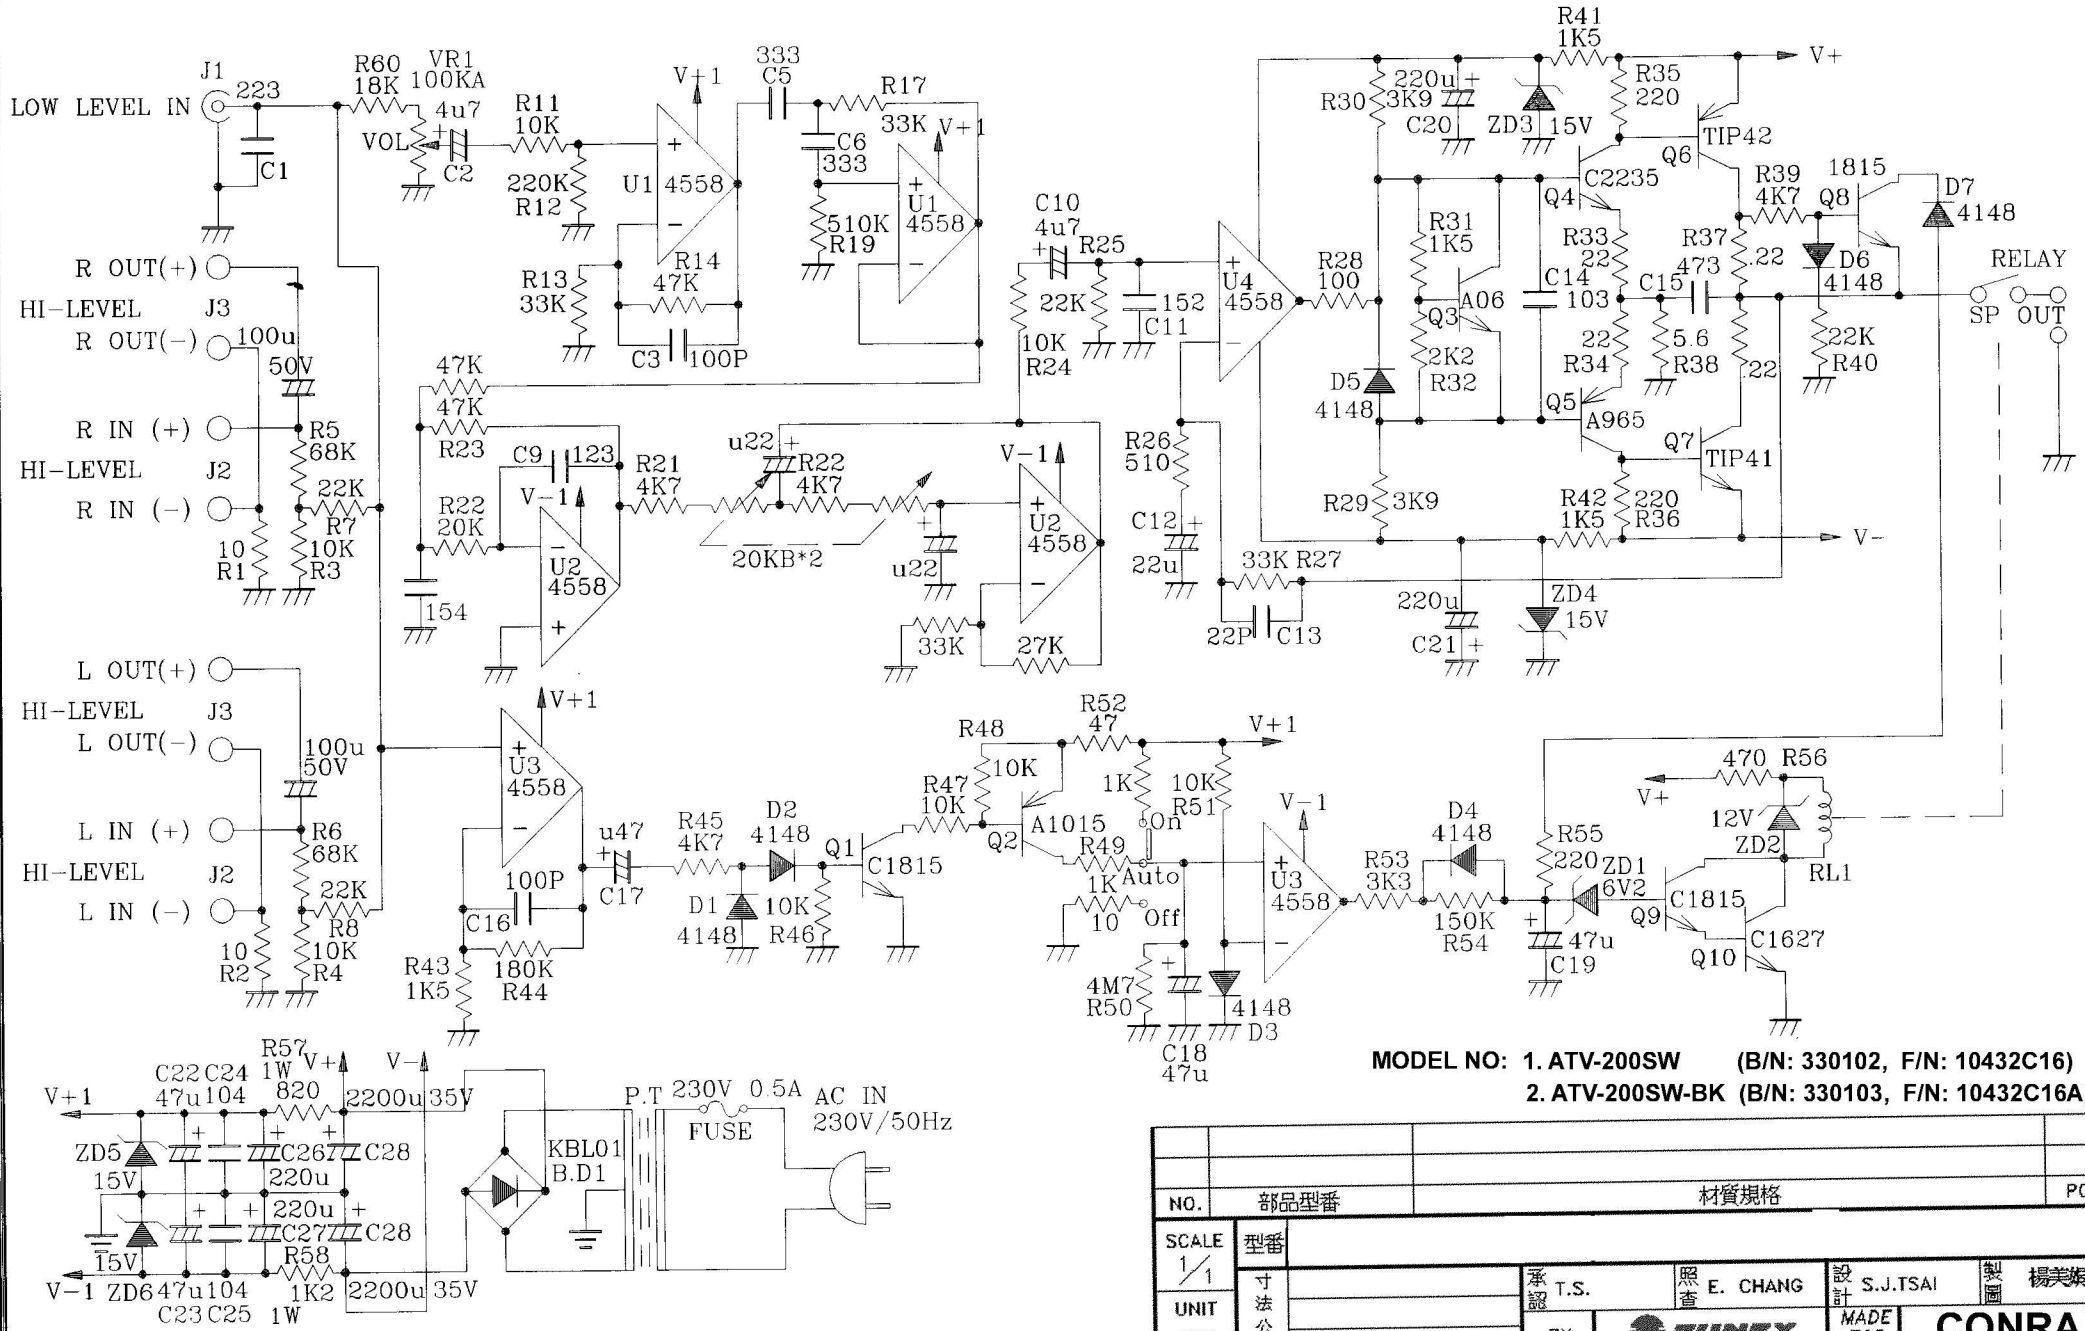 J1
223
LOW LEVEL IN
C1
R60
18K
VR1
100KA
4u7
VOL
C2
R11
10K
220K
R12
V+1
U1 4558
R13
33K
R14
47K
C3
100P
333
C5
R17
33K
C6
333
510K
R19
V+1
U1
4558
R OUT(+)
HI-LEVEL
J3
R OUT(-)
100u
50V
R IN (+)
HI-LEVEL
J2
R IN (-)
R5
68K
22K
R7
10K
R3
10
R1
47K
47K
R23
C9
123
V-1
R22
20K
U2
4558
154
R21
4K7
u22
R22
4K7
20KB*2
u22
V-1
U2
4558
33K
27K
C10
4u7
R25
10K
R24
22K
152
C11
U4
4558
R28
100
R26
510
C12
22u
33K R27
22P
C13
R30
3K9
220u
C20
ZD3 15V
R41
1K5
V+
R35
220
TIP42
Q6
C2235
Q4
R31
1K5
A06
Q3
2K2
R32
D5
4148
C14
103
R33
22
22
R34
C15
473
5.6
R38
R37
.22
.22
R39
4K7
1815
Q8
D7
4148
D6
4148
22K
R40
RELAY
SP OUT
Q5
A965
Q7
TIP41
R29
3K9
R42
1K5
220
R36
V-
220u
C21
ZD4
15V
L OUT(+)
HI-LEVEL
J3
L OUT(-)
100u
50V
L IN (+)
HI-LEVEL
J2
L IN (-)
R6
68K
22K
R8
10K
R4
10
R2
V+1
U3
4558
100P
C16
180K
R44
R43
1K5
u47
C17
R45
4K7
D2
4148
D1
4148
10K
R46
Q1
C1815
R47
10K
R48
10K
Q2
A1015
R52
47
V+1
1K
10K
R51
On
R49
1K
Auto
10
Off
4M7
R50
C18
47u
4148
D3
V-1
U3
4558
R53
3K3
D4
4148
150K
R54
R55
220
ZD1
6V2
47u
C19
Q9
C1815
Q10
C1627
470 R56
V+
12V
ZD2
RL1
V+1
C22
47u
C24
104
R57
1W
820
V+
V-
2200u 35V
ZD5
15V
C26
220u
C28
220u
C27
C28
15V
ZD6
V-1
47u
C23
104
C25
R58
1K2
1W
2200u 35V
KBL01
B.D1
P.T
230V 0.5A
FUSE
AC IN
230V/50Hz
MODEL NO: 1. ATV-200SW (B/N: 330102, F/N: 10432C16)
2. ATV-200SW-BK (B/N: 330103, F/N: 10432C16A
NO.
部品型番
材質規格
SCALE
1/1
型番
UNIT
寸法公
承認 T.S.
照查 E. CHANG
設計 S.J.TSAI
製圖
MADE
CONRA